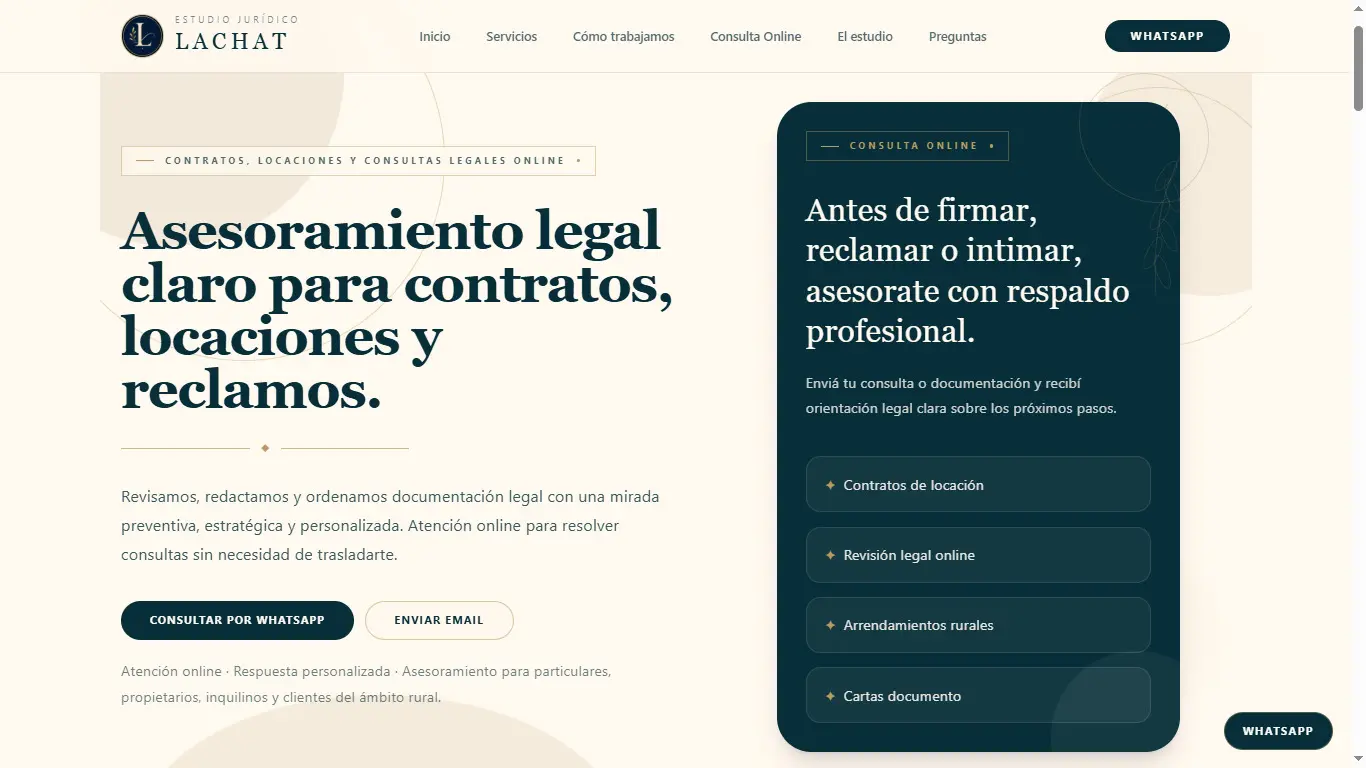 ESTUDIO JURÍDICO
LACHAT
Inicio
Servicios
Cómo trabajamos
Consulta Online
El estudio
Preguntas
WHATSAPP
CONTRATOS, LOCACIONES Y CONSULTAS LEGALES ONLINE
Asesoramiento legal
claro para contratos,
locaciones y
reclamos.
Revisamos, redactamos y ordenamos documentación legal con una mirada
preventiva, estratégica y personalizada. Atención online para resolver
consultas sin necesidad de trasladarte.
CONSULTAR POR WHATSAPP
ENVIAR EMAIL
Atención online · Respuesta personalizada · Asesoramiento para particulares,
propietarios, inquilinos y clientes del ámbito rural.
CONSULTA ONLINE
Antes de firmar,
reclamar o intimar,
asesorate con respaldo
profesional.
Enviá tu consulta o documentación y recibí
orientación legal clara sobre los próximos pasos.
Contratos de locación
Revisión legal online
Arrendamientos rurales
Cartas documento
WHATSAPP